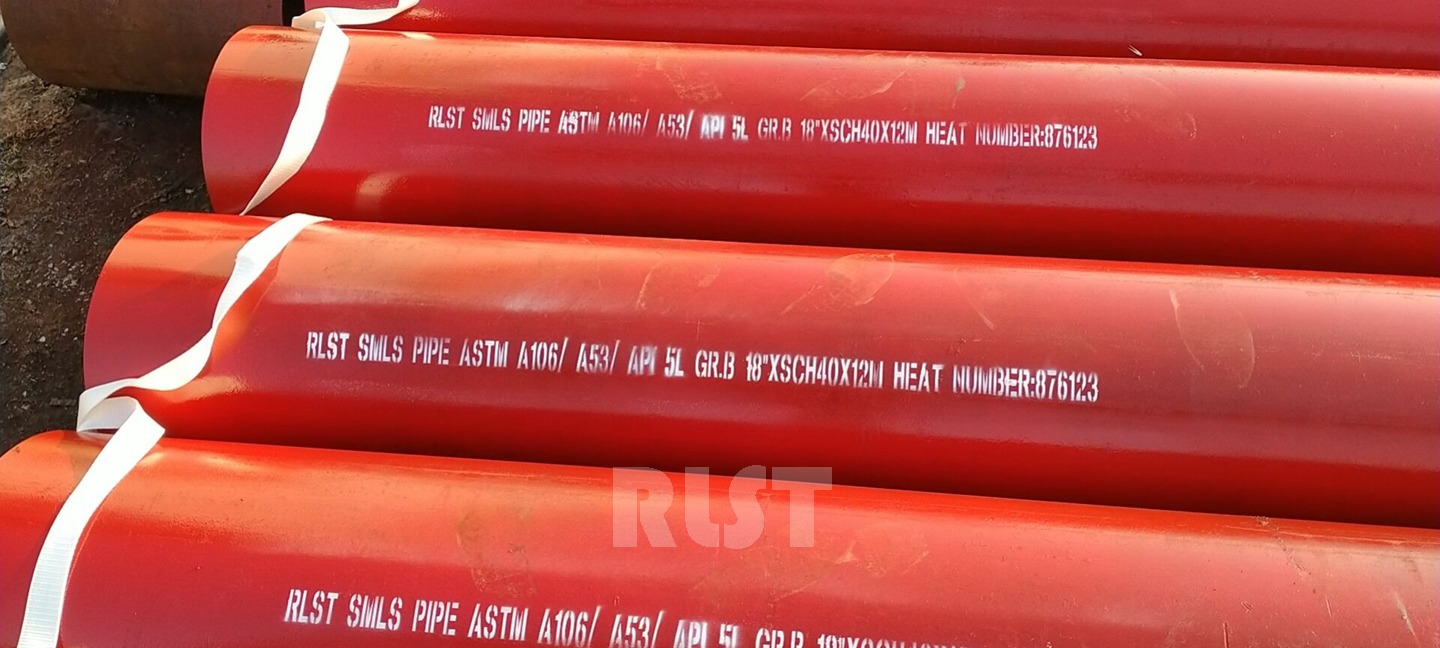 RLST SMLS PIPE ASTM A106/ A53/ API 5L GR.B 18"XSCH40X12M HEAT NUMBER:876123
RLST SMLS PIPE ASTM A106/ A53/ API 5L GR.B 18"XSCH40X12M HEAT NUMBER:876123
RLST
RLST SMLS PIPE ASTM A106/ A53/ API 5L GR.B